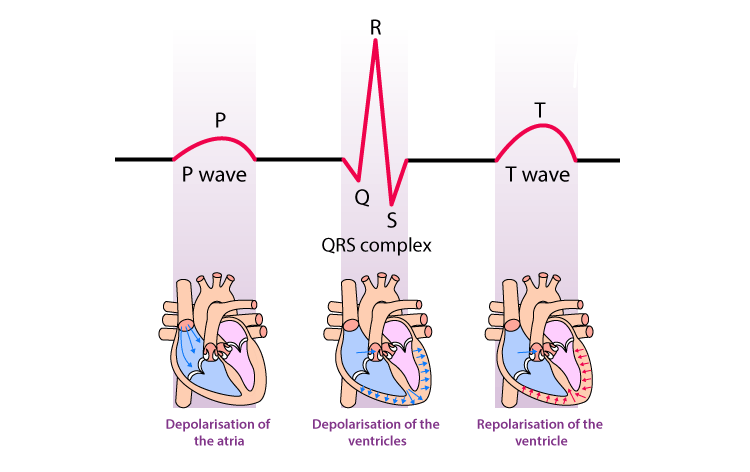 R
P
T
P wave
T wave
Q
S
QRS complex
Depolarisation of
the atria
Depolarisation of the
ventricles
Repolarisation of the
ventricle